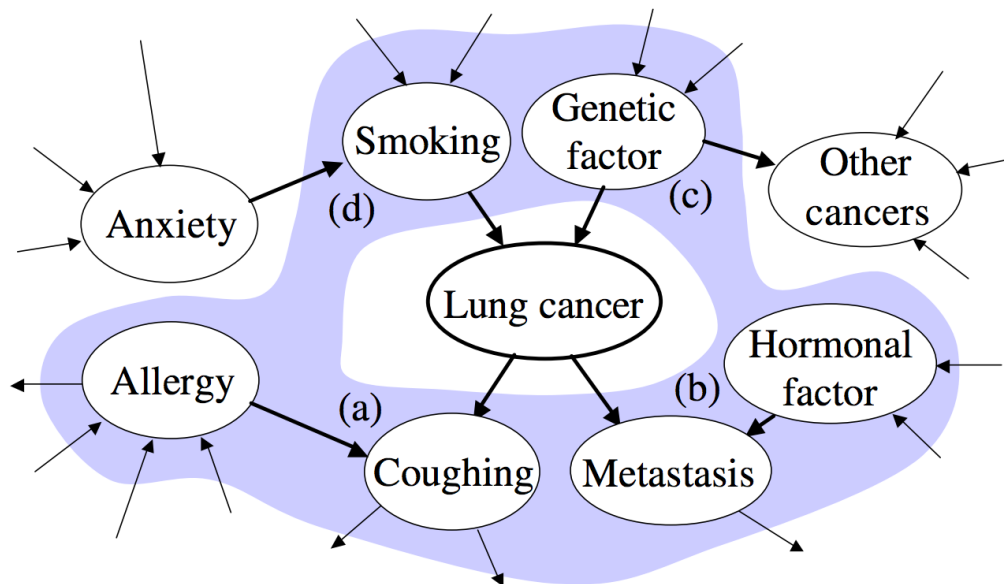 Smoking
Genetic
factor
Other
cancers
Anxiety
(d)
(c)
Lung cancer
Hormonal
factor
Allergy
(a)
(b)
Coughing
Metastasis